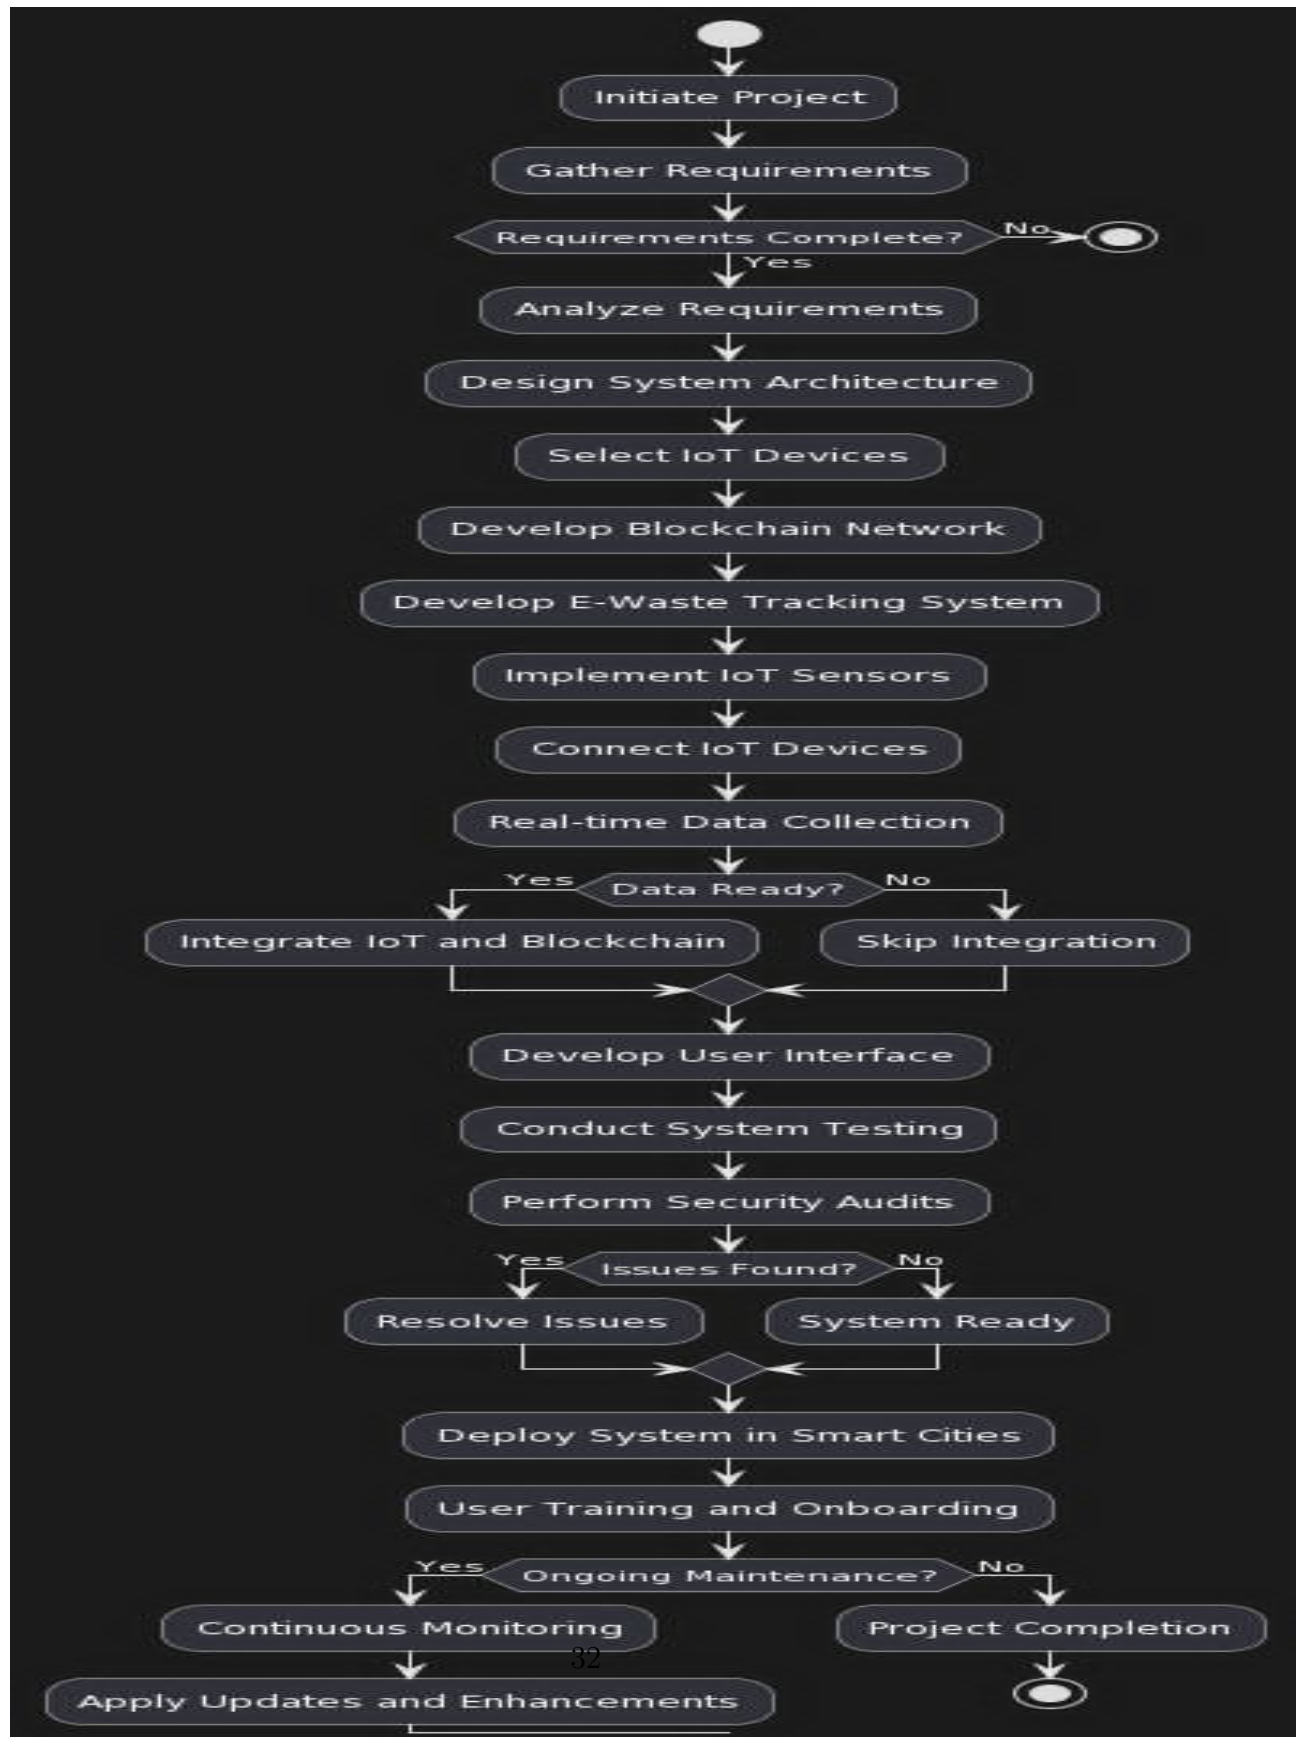 Initiate Project
Gather Requirements
Requirements Complete?
No
Yes
Analyze Requirements
Design System Architecture
Select IoT Devices
Develop Blockchain Network
Develop E-Waste Tracking System
Implement IoT Sensors
Connect IoT Devices
Real-time Data Collection
Yes
Data Ready?
No
Integrate IoT and Blockchain
Skip Integration
Develop User Interface
Conduct System Testing
Perform Security Audits
Yes
Issues Found?
No
Resolve Issues
System Ready
Deploy System in Smart Cities
User Training and Onboarding
Yes
Ongoing Maintenance?
No
Continuous Monitoring
Project Completion
32
Apply Updates and Enhancements